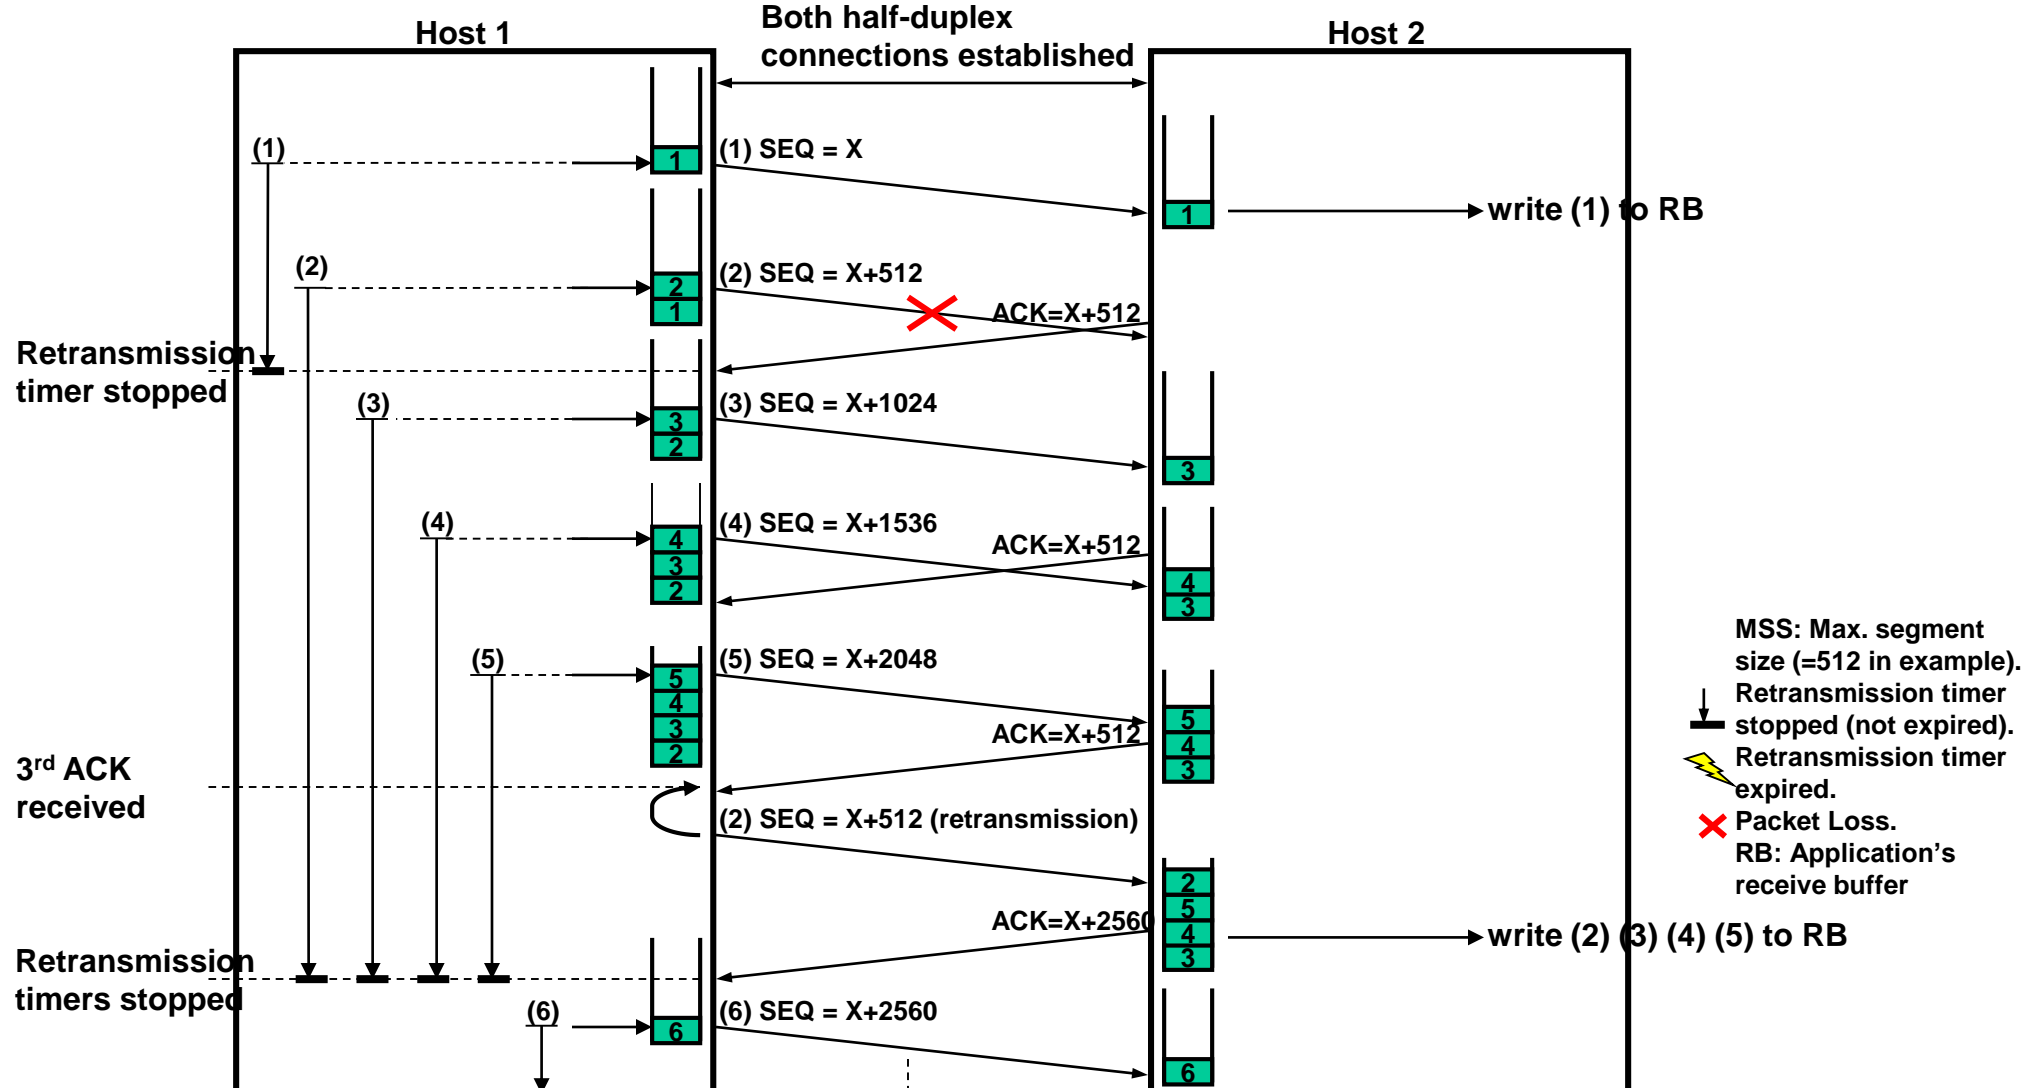 Host 1
Both half-duplex
connections established
Host 2
(1)
1
(1) SEQ = X
1
write (1) to RB
(2)
2
1
(2) SEQ = X+512
ACK=X+512
Retransmission
timer stopped
(3)
3
2
(3) SEQ = X+1024
3
(4)
4
3
2
(4) SEQ = X+1536
ACK=X+512
4
3
(5)
5
4
3
2
(5) SEQ = X+2048
ACK=X+512
5
4
3
3rd ACK
received
(2) SEQ = X+512 (retransmission)
2
5
4
3
ACK=X+2560
write (2) (3) (4) (5) to RB
Retransmission
timers stopped
(6)
6
(6) SEQ = X+2560
6
MSS: Max. segment
size (=512 in example).
Retransmission timer
stopped (not expired).
Retransmission timer
expired.
Packet Loss.
RB: Application's
receive buffer